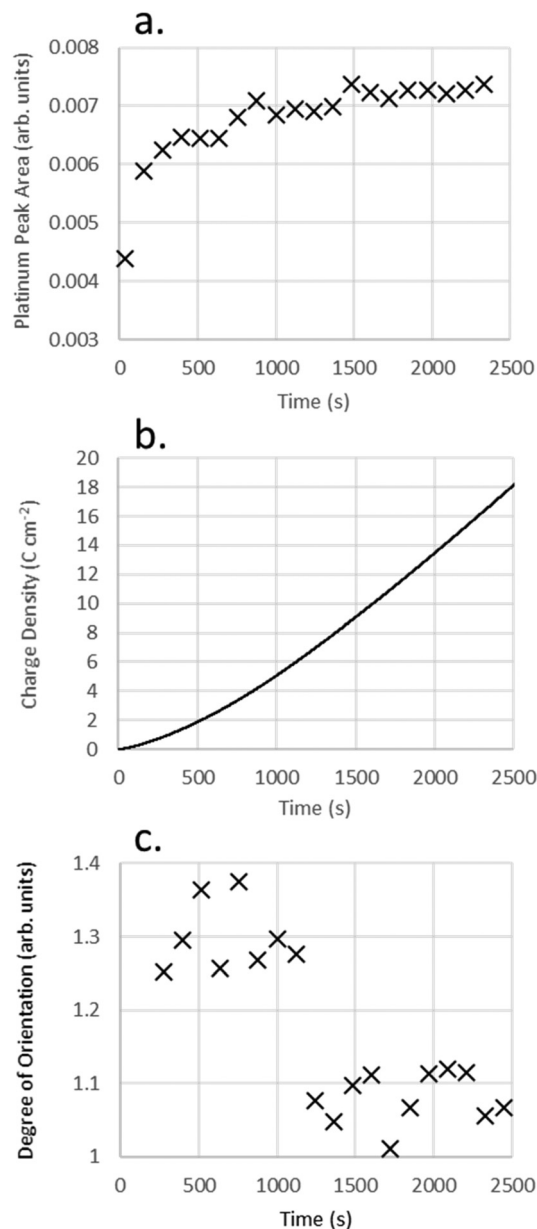 a.
Platinum Peak Area (arb. units)
0.008
0.007
0.006
0.005
0.004
0.003
0 500 1000 1500 2000 2500
Time (s)
b.
Charge Density (C cm⁻²)
20
18
16
14
12
10
8
6
4
2
0
0 500 1000 1500 2000 2500
Time (s)
c.
Degree of Orientation (arb. units)
1.4
1.3
1.2
1.1
1
0 500 1000 1500 2000 2500
Time (s)